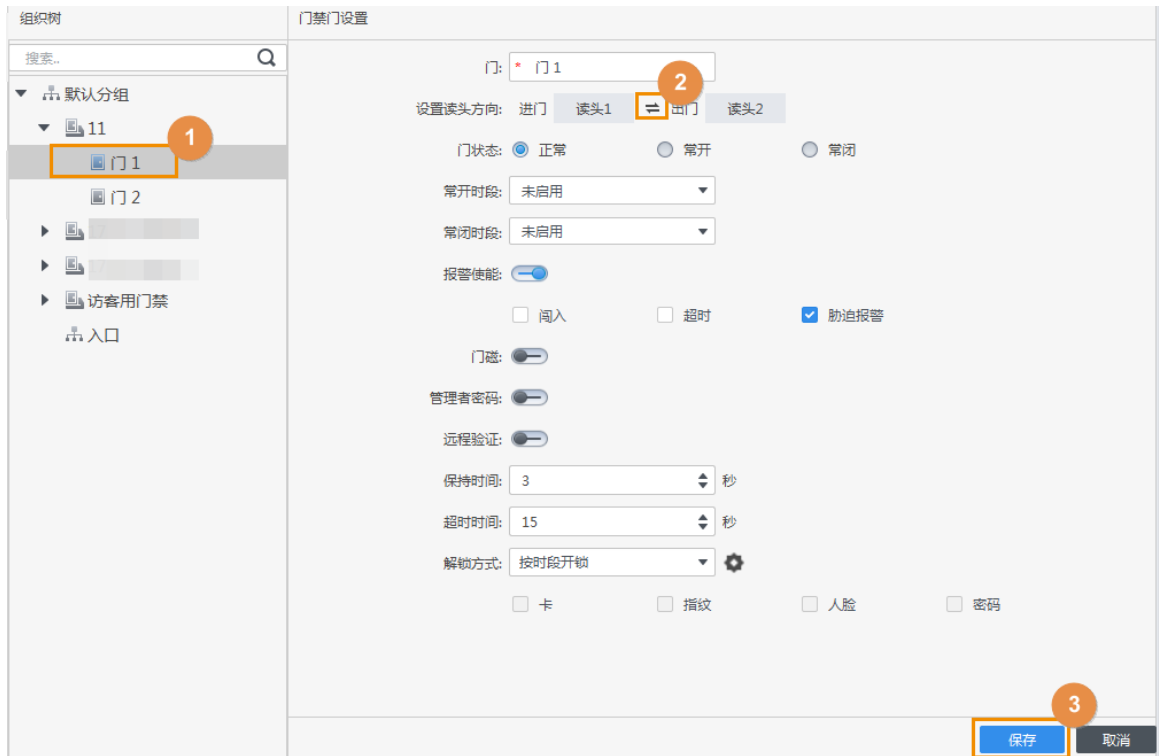 组织树
搜索..
默认分组
11
1
门 1
门 2
访客用门禁
入口
门禁门设置
门: * 门 1
2
设置读头方向: 进门 读头1 出门 读头2
门状态: 正常 常开 常闭
常开时段: 未启用
常闭时段: 未启用
报警使能:
闯入 超时 胁迫报警
门磁:
管理者密码:
远程验证:
保持时间: 3 秒
超时时间: 15 秒
解锁方式: 按时段开锁
卡 指纹 人脸 密码
3
保存 取消